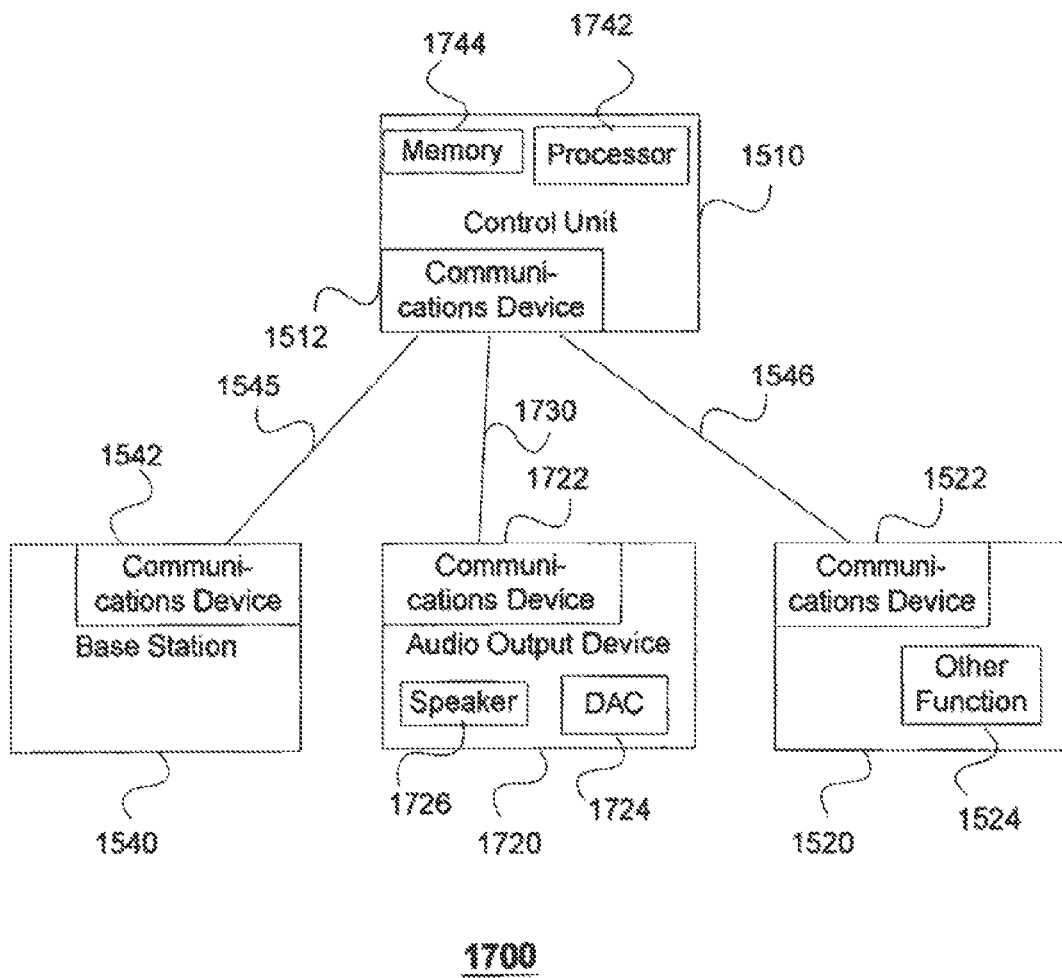 1744
1742
Memory
Processor
1510
Control Unit
Communi-
cations Device
1512
1545
1730
1546
1542
1722
1522
Communi-
cations Device
Base Station
Communi-
cations Device
Audio Output Device
Speaker
DAC
Communi-
cations Device
Other
Function
1540
1726
1720
1724
1520
1524
1700